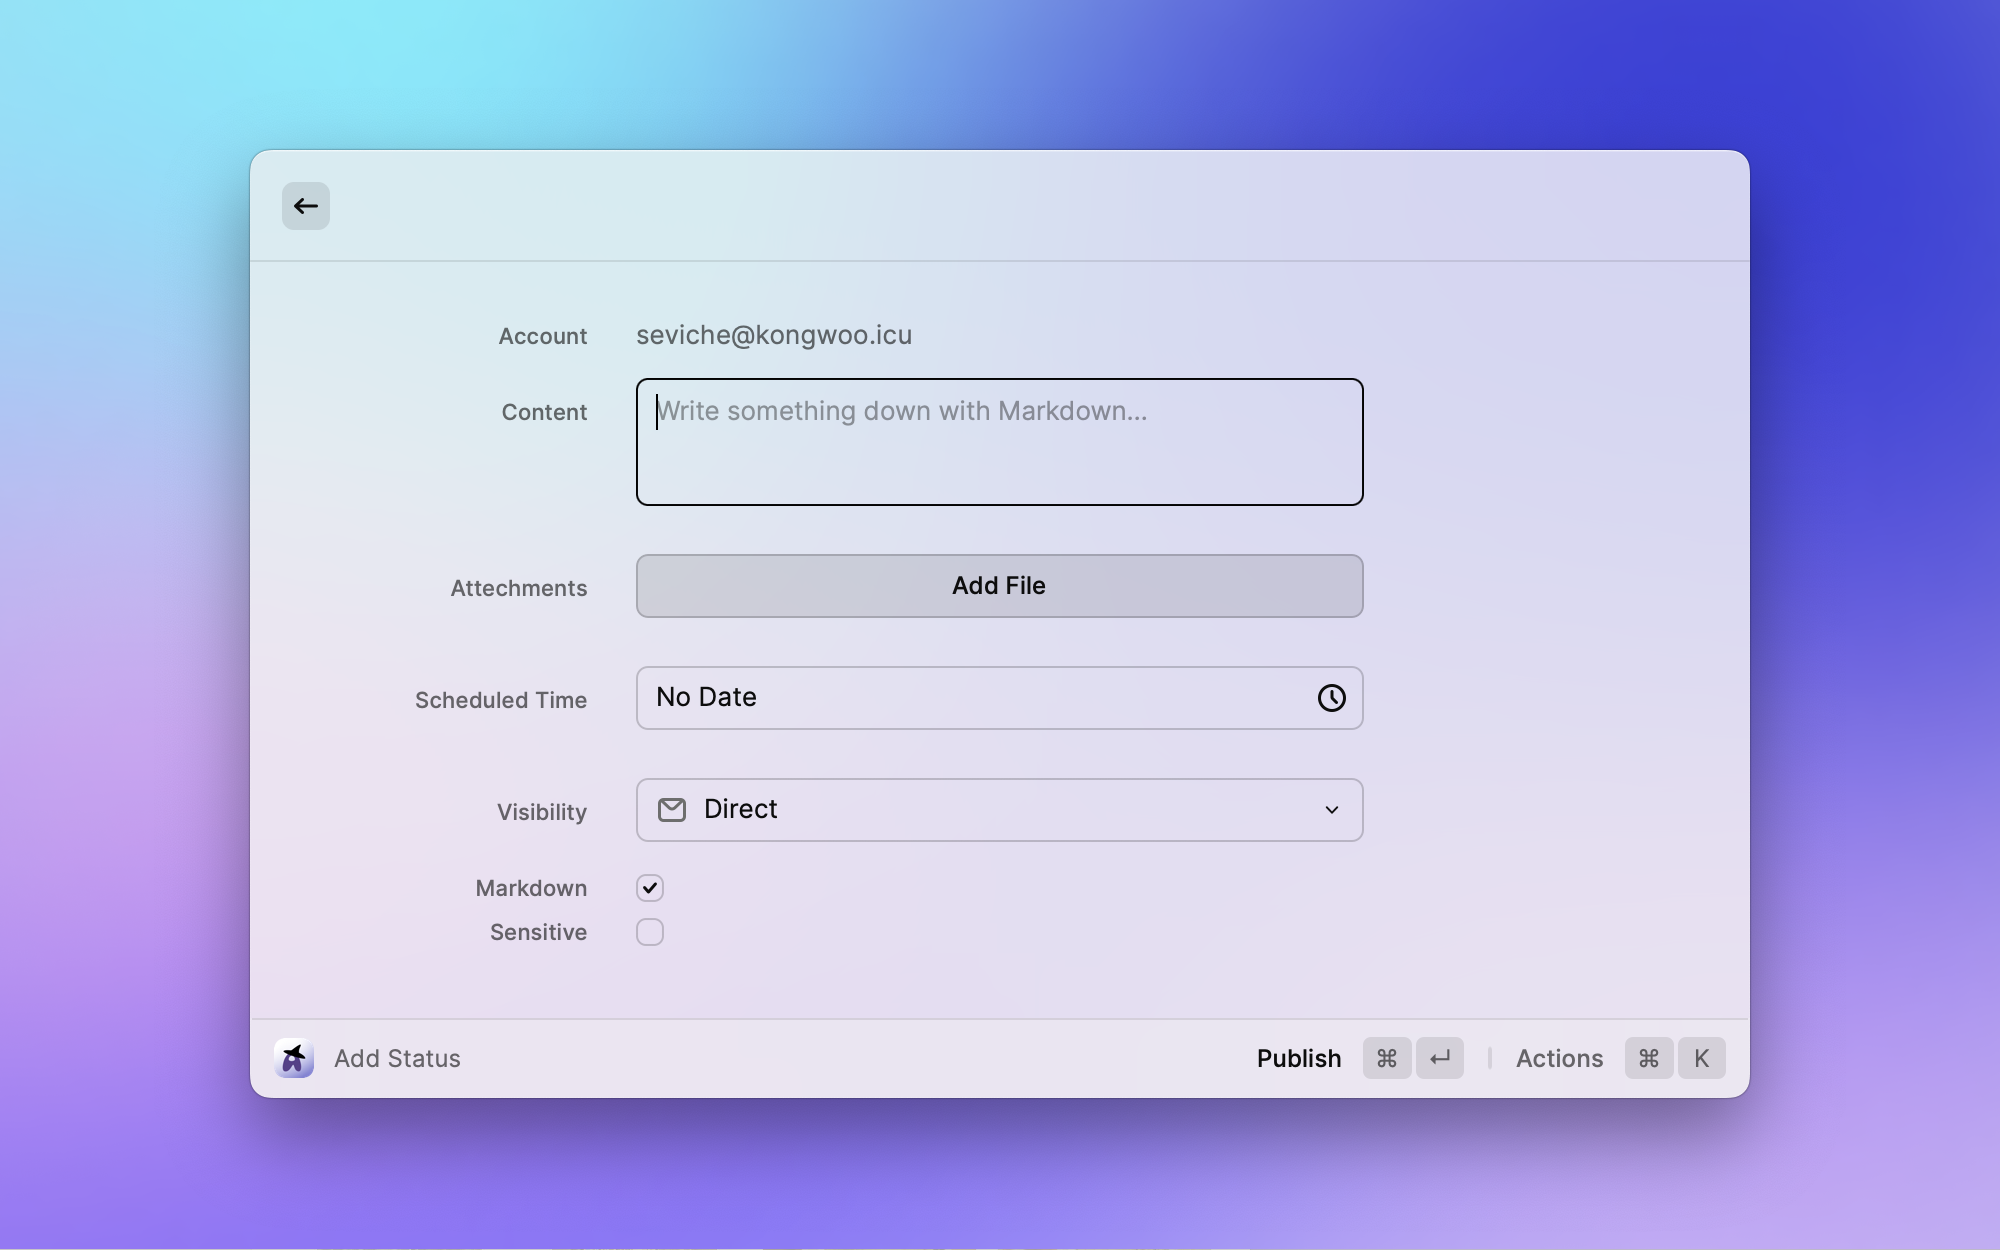 Account seviche@kongwoo.icu
Content Write something down with Markdown...
Attechments Add File
Scheduled Time No Date
Visibility Direct
Markdown
Sensitive
Add Status Publish ⌘ ↵ Actions ⌘ K